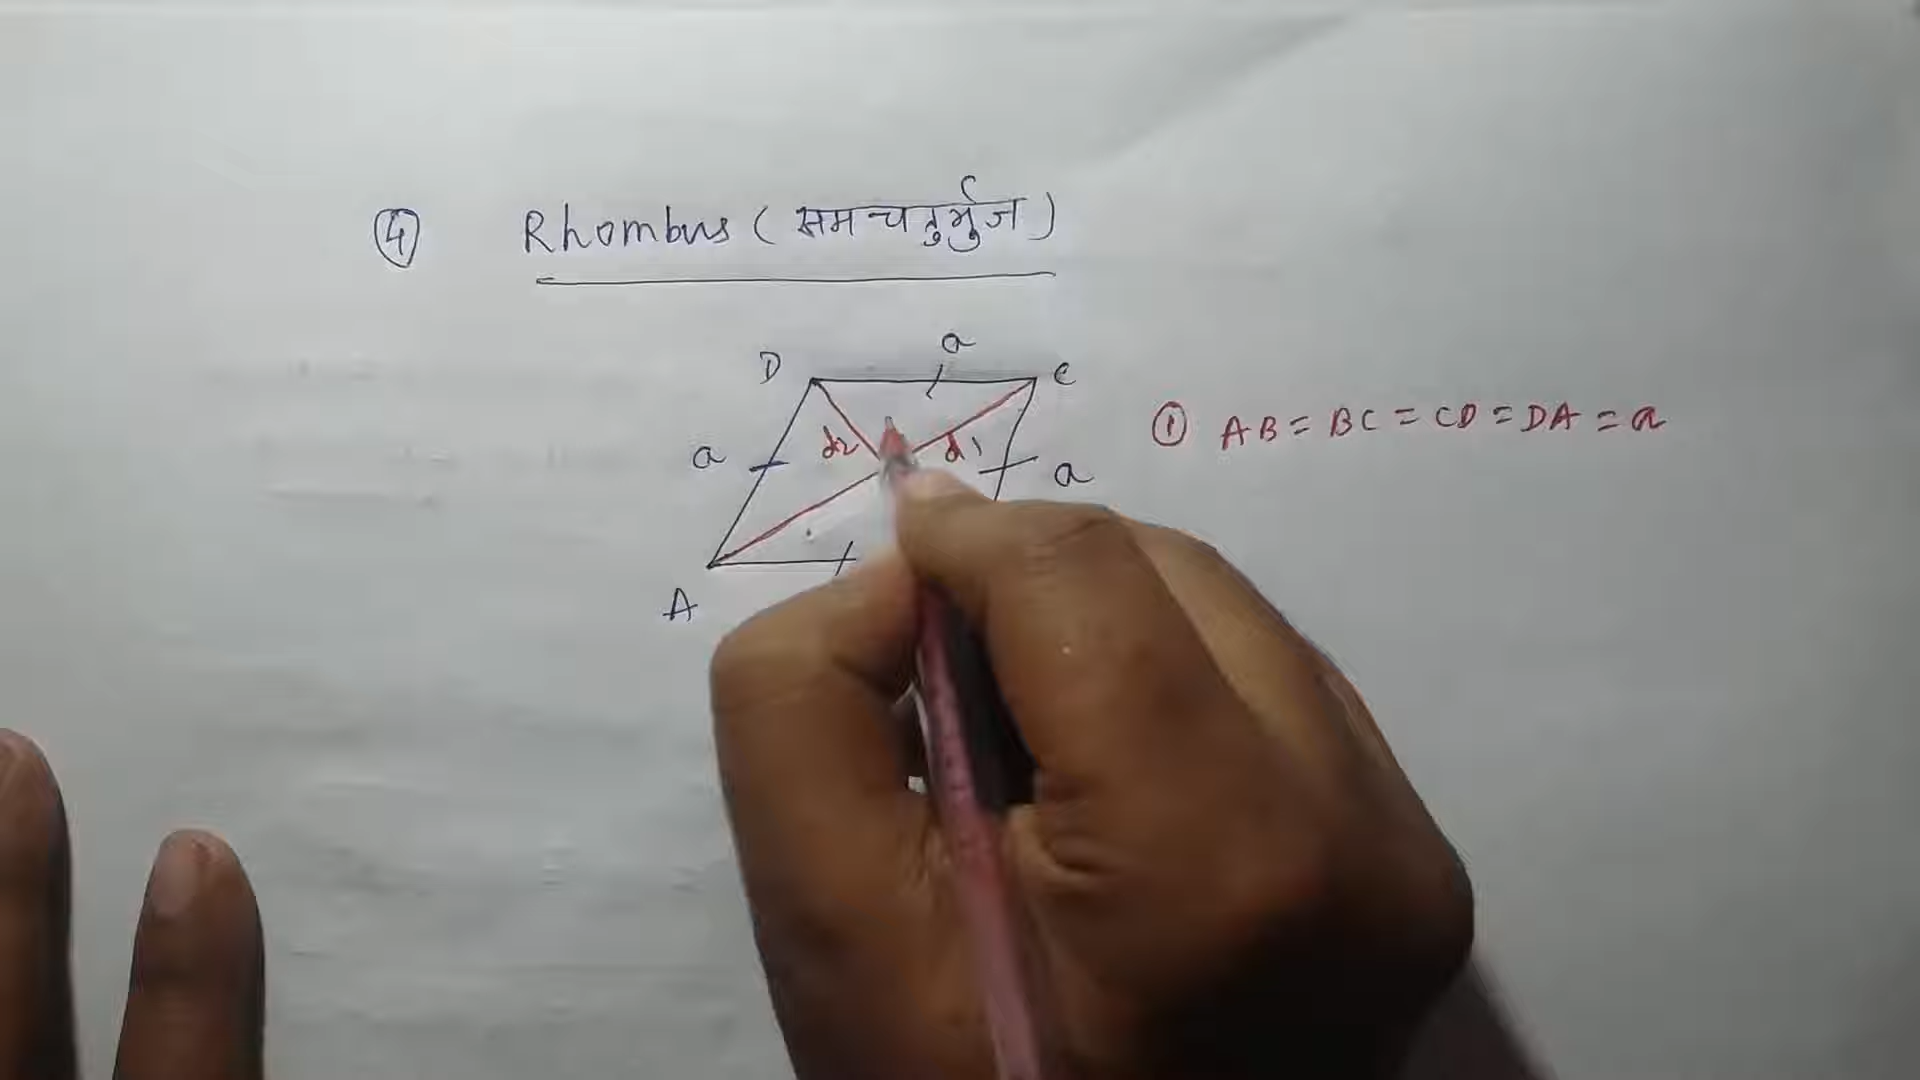 ④ Rhombus (समचतुर्भुज)
a
D C
a d2 d1 a
A
① AB = BC = CD = DA = a